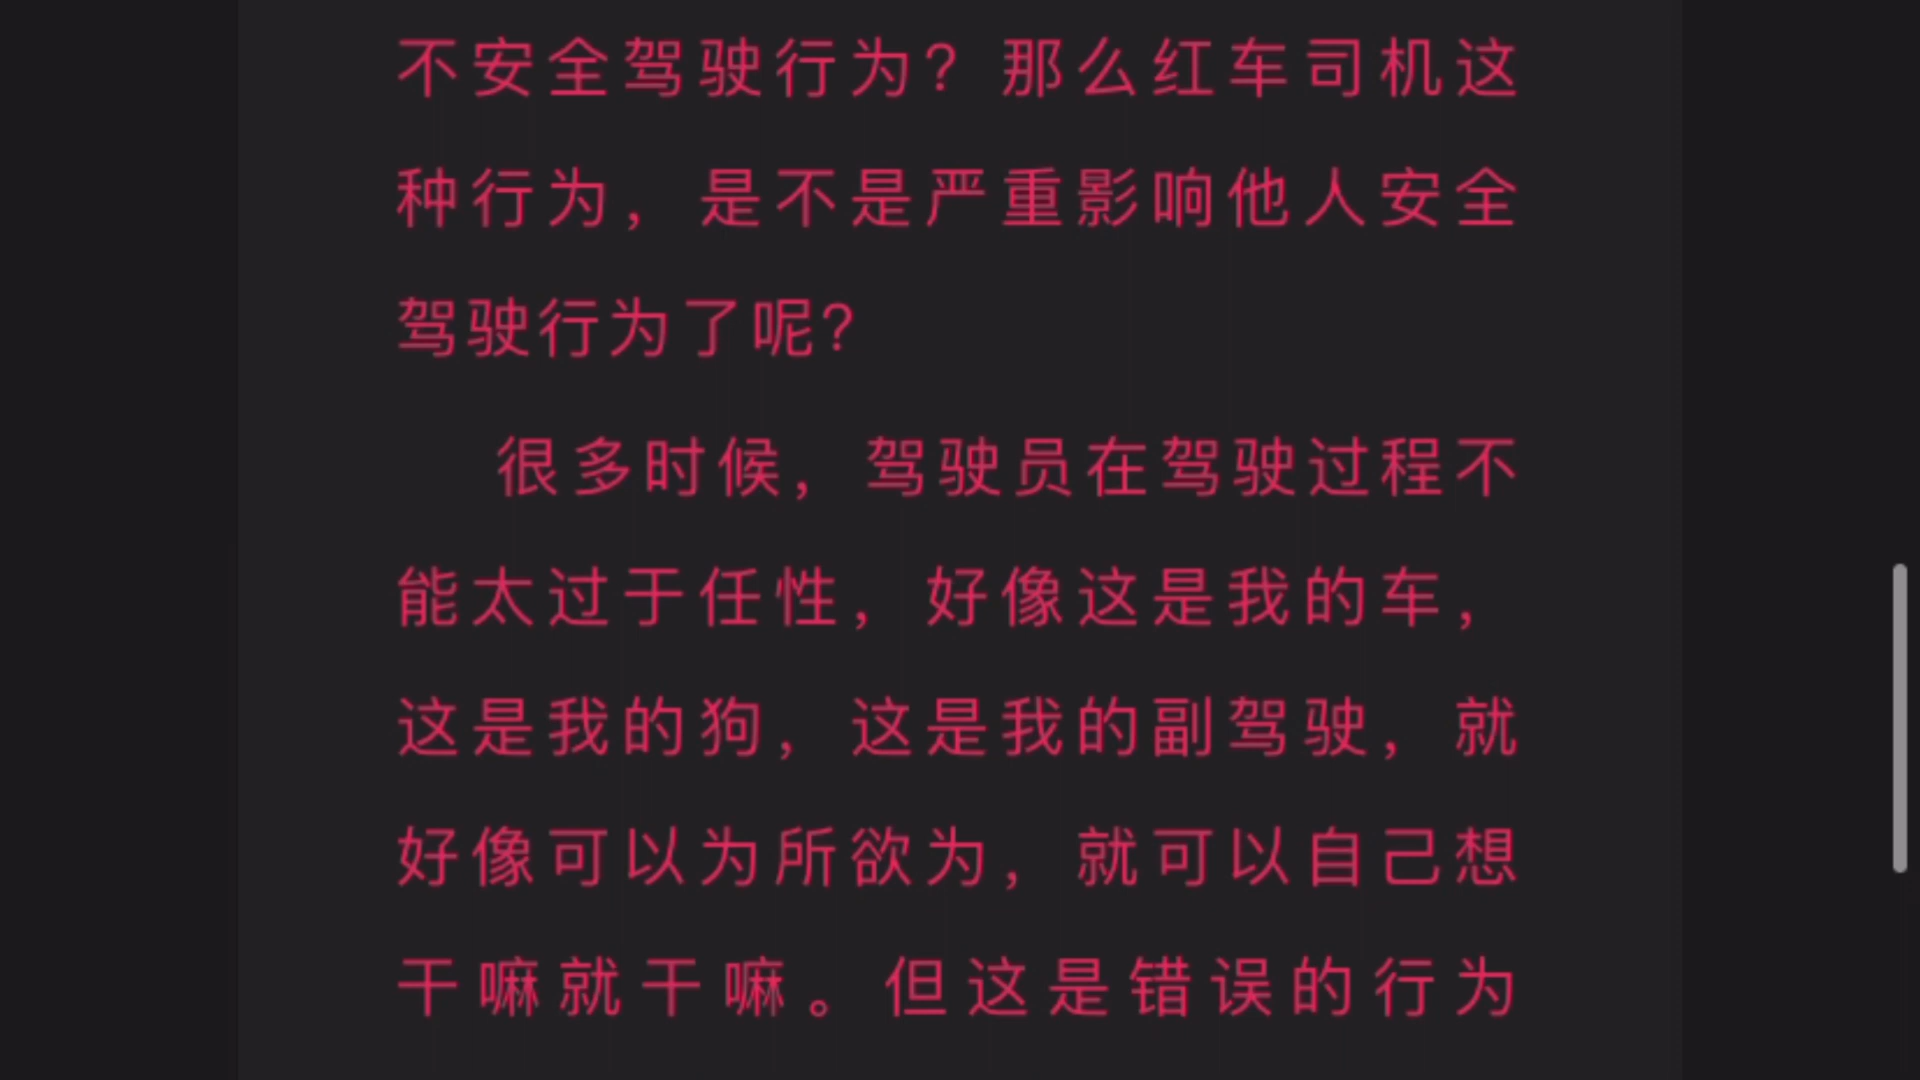 不安全驾驶行为？那么红车司机这
种行为，是不是严重影响他人安全
驾驶行为了呢？
很多时候，驾驶员在驾驶过程不
能太过于任性，好像这是我的车，
这是我的狗，这是我的副驾驶，就
好像可以为所欲为，就可以自己想
干嘛就干嘛。但这是错误的行为